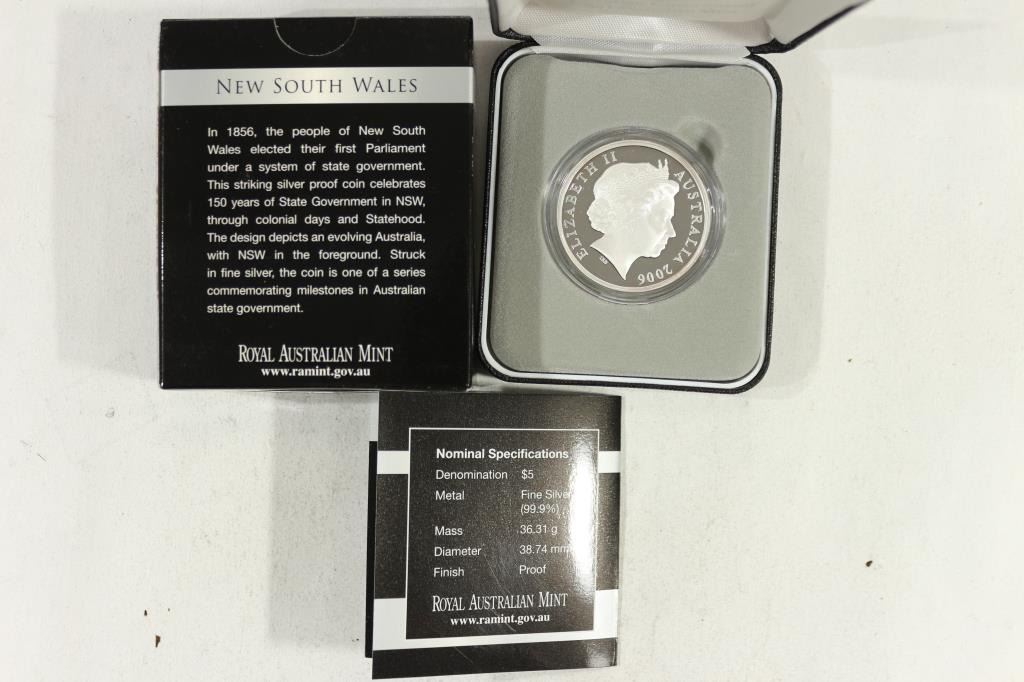 NEW SOUTH WALES
In 1856, the people of New South
Wales elected their first Parliament
under a system of state government.
This striking silver proof coin celebrates
150 years of State Government in NSW,
through colonial days and Statehood.
The design depicts an evolving Australia,
with NSW in the foreground. Struck
in fine silver, the coin is one of a series
commemorating milestones in Australian
state government.
ROYAL AUSTRALIAN MINT
www.ramint.gov.au
ELIZABETH II AUSTRALIA 2006
Nominal Specifications
Denomination $5
Metal Fine Silver
(99.9%)
Mass 36.31 g
Diameter 38.74 mm
Finish Proof
ROYAL AUSTRALIAN MINT
www.ramint.gov.au